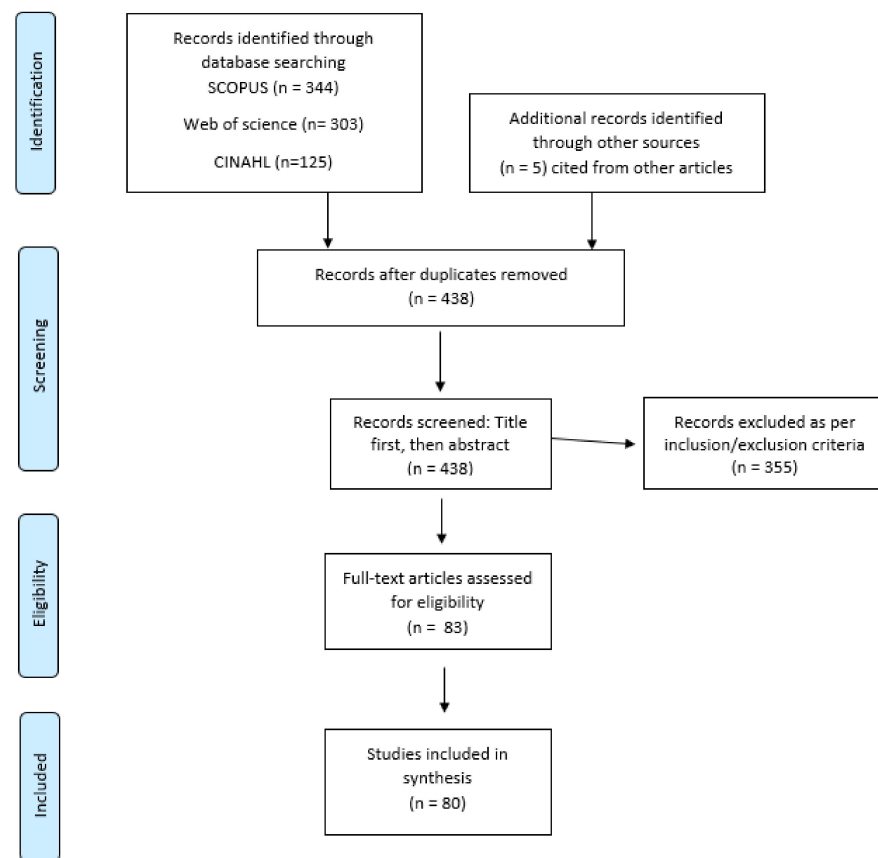 Identification
Records identified through
database searching
SCOPUS (n = 344)
Web of science (n= 303)
CINAHL (n=125)
Additional records identified
through other sources
(n = 5) cited from other articles
Screening
Records after duplicates removed
(n = 438)
Records screened: Title
first, then abstract
(n = 438)
Records excluded as per
inclusion/exclusion criteria
(n = 355)
Eligibility
Full-text articles assessed
for eligibility
(n = 83)
Included
Studies included in
synthesis
(n = 80)